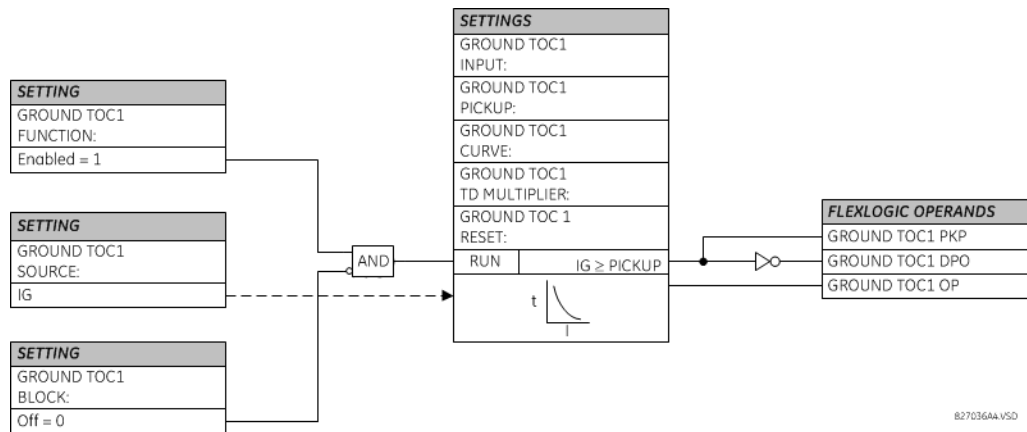 SETTING
GROUND TOC1
FUNCTION:
Enabled = 1
SETTING
GROUND TOC1
SOURCE:
IG
SETTING
GROUND TOC1
BLOCK:
Off = 0
AND
SETTINGS
GROUND TOC1
INPUT:
GROUND TOC1
PICKUP:
GROUND TOC1
CURVE:
GROUND TOC1
TD MULTIPLIER:
GROUND TOC 1
RESET:
RUN
IG ≥ PICKUP
t
I
FLEXLOGIC OPERANDS
GROUND TOC1 PKP
GROUND TOC1 DPO
GROUND TOC1 OP
827036A4.VSD